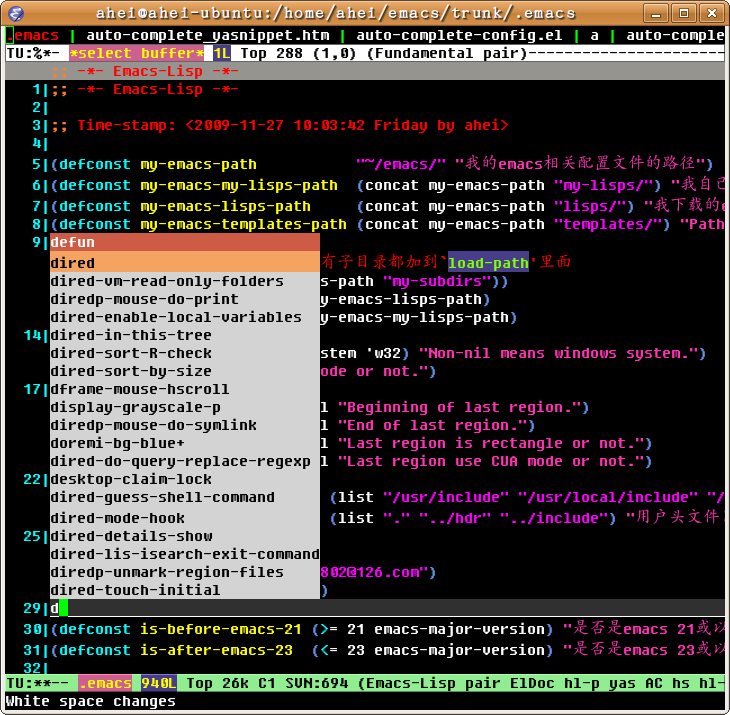 ahei@ahei-ubuntu:/home/ahei/emacs/trunk/.emacs
.emacs | auto-complete_yasnippet.htm | auto-complete-config.el | a | auto-comple
TU:%*- *select buffer* 1L Top 288 (1,0) (Fundamental pair)
;; -*- Emacs-Lisp -*-
1|;; -*- Emacs-Lisp -*-
2|
3|;; Time-stamp: <2009-11-27 10:03:42 Friday by ahei>
4|
5|(defconst my-emacs-path "~/emacs/" "我的emacs相关配置文件的路径")
6|(defconst my-emacs-my-lisps-path (concat my-emacs-path "my-lisps/") "我自己
7|(defconst my-emacs-lisps-path (concat my-emacs-path "lisps/") "我下载的
8|(defconst my-emacs-templates-path (concat my-emacs-path "templates/") "Path
9|defun
dired 有子目录都加到`load-path'里面
dired-vm-read-only-folders s-path "my-subdirs"))
diredp-mouse-do-print y-emacs-lisps-path)
dired-enable-local-variables y-emacs-my-lisps-path)
14|dired-in-this-tree
dired-sort-R-check stem 'w32) "Non-nil means windows system.")
dired-sort-by-size ode or not.")
17|dframe-mouse-hscroll
display-grayscale-p l "Beginning of last region.")
diredp-mouse-do-symlink l "End of last region.")
doremi-bg-blue+ l "Last region is rectangle or not.")
dired-do-query-replace-regexp l "Last region use CUA mode or not.")
22|desktop-claim-lock
dired-guess-shell-command (list "/usr/include" "/usr/local/include" "/
dired-mode-hook (list "." "../hdr" "../include") "用户头文件
25|dired-details-show
dired-lis-isearch-exit-command
diredp-unmark-region-files 802@126.com")
dired-touch-initial )
29|d
30|(defconst is-before-emacs-21 (>= 21 emacs-major-version) "是否是emacs 21或以
31|(defconst is-after-emacs-23 (<= 23 emacs-major-version) "是否是emacs 23或以
32|
TU:**-- .emacs 940L Top 26k C1 SVN:694 (Emacs-Lisp pair ElDoc hl-p yas AC hs hl-
White space changes